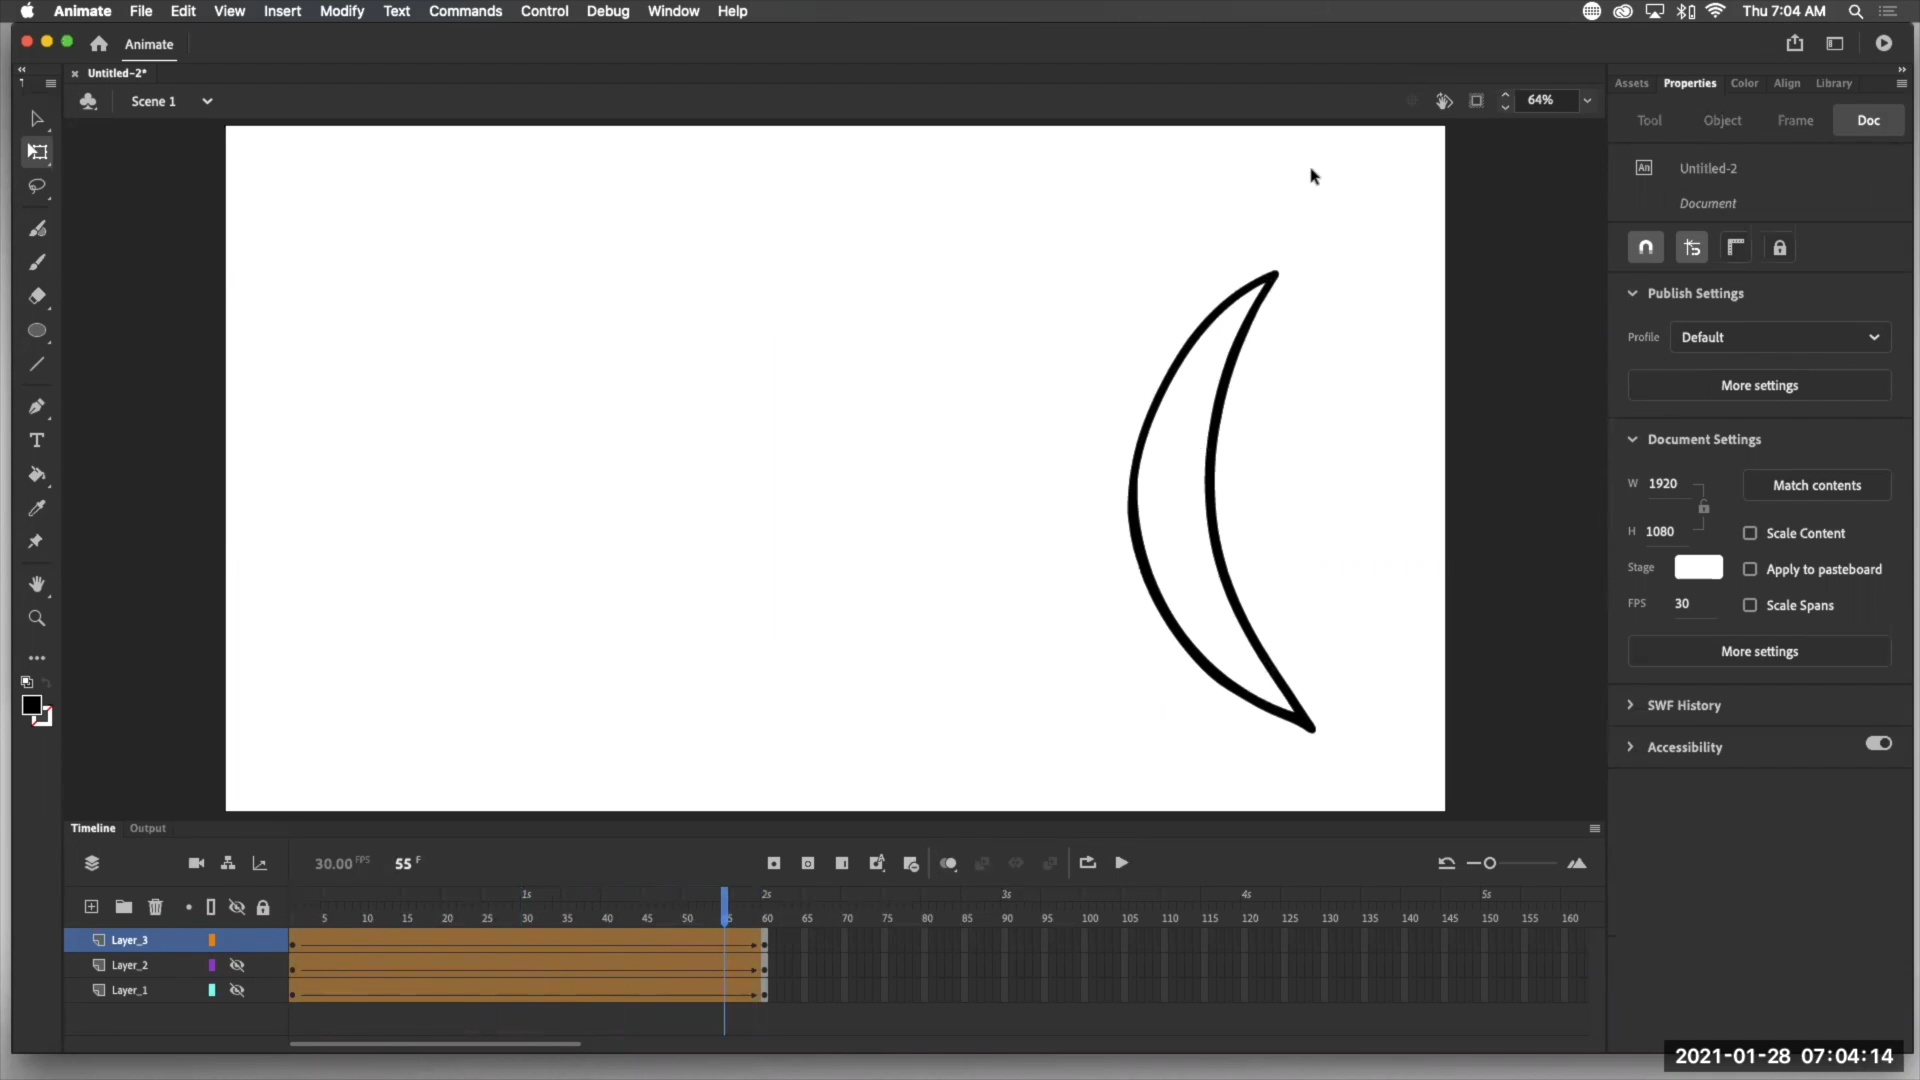 Animate File Edit View Insert Modify Text Commands Control Debug Window Help Thu 7:04 AM
Animate
Untitled-2*
Scene 1
64%
Assets Properties Color Align Library
Tool Object Frame Doc
An Untitled-2
Document
Publish Settings
Profile Default
More settings
Document Settings
W 1920 Match contents
H 1080 Scale Content
Stage Apply to pasteboard
FPS 30 Scale Spans
More settings
SWF History
Accessibility
Timeline Output
30.00 FPS 55 F
1s 2s 3s 4s 5s
5 10 15 20 25 30 35 40 45 50 55 60 65 70 75 80 85 90 95 100 105 110 115 120 125 130 135 140 145 150 155 160
Layer_3
Layer_2
Layer_1
2021-01-28 07:04:14